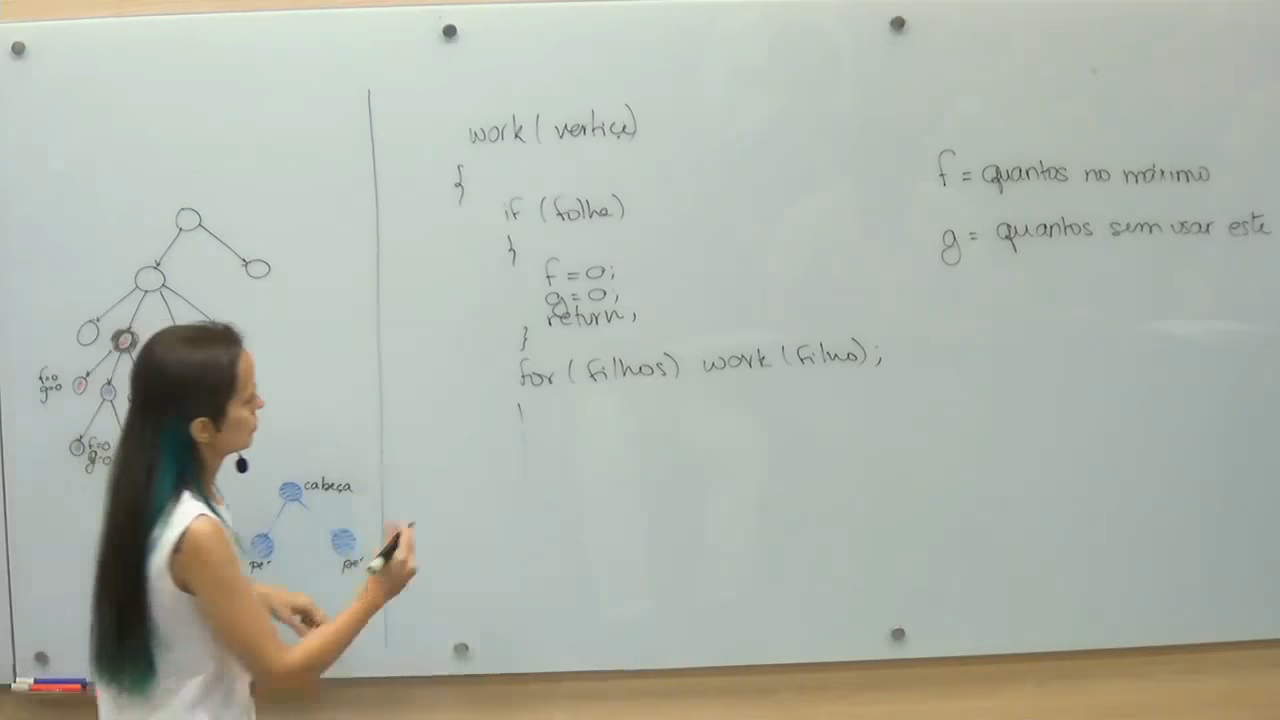 work(vertice)
{
if (folha)
}
f=0;
g=0;
return;
}
for(filhos) work(filho);
f = quantos no máximo
g = quantos sem usar este
f=0
g=0
f=0
g=0
cabeça
pé
pé